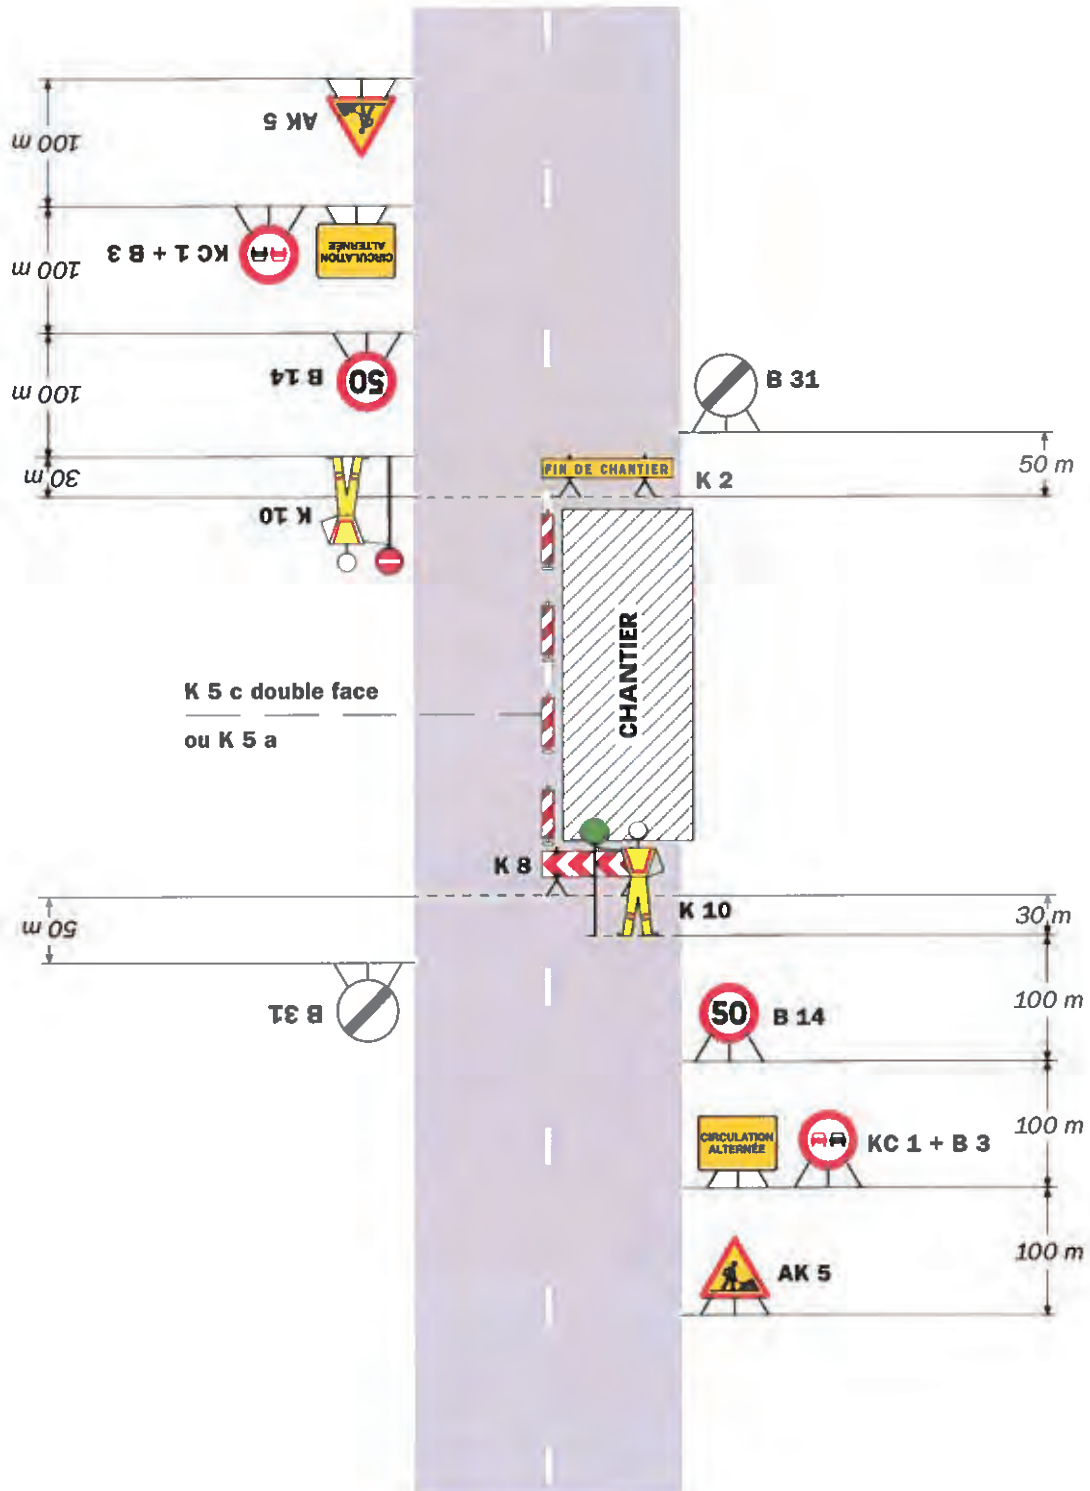 100 m
AK 5
100 m
KC 1 + B 3
CIRCULATION
ALTERNÉE
100 m
B 14
50
B 31
30 m
FIN DE CHANTIER
K 2
50 m
K 10
CHANTIER
K 5 c double face
ou K 5 a
K 8
K 10
30 m
50 m
B 31
50
B 14
100 m
CIRCULATION
ALTERNÉE
KC 1 + B 3
100 m
AK 5
100 m